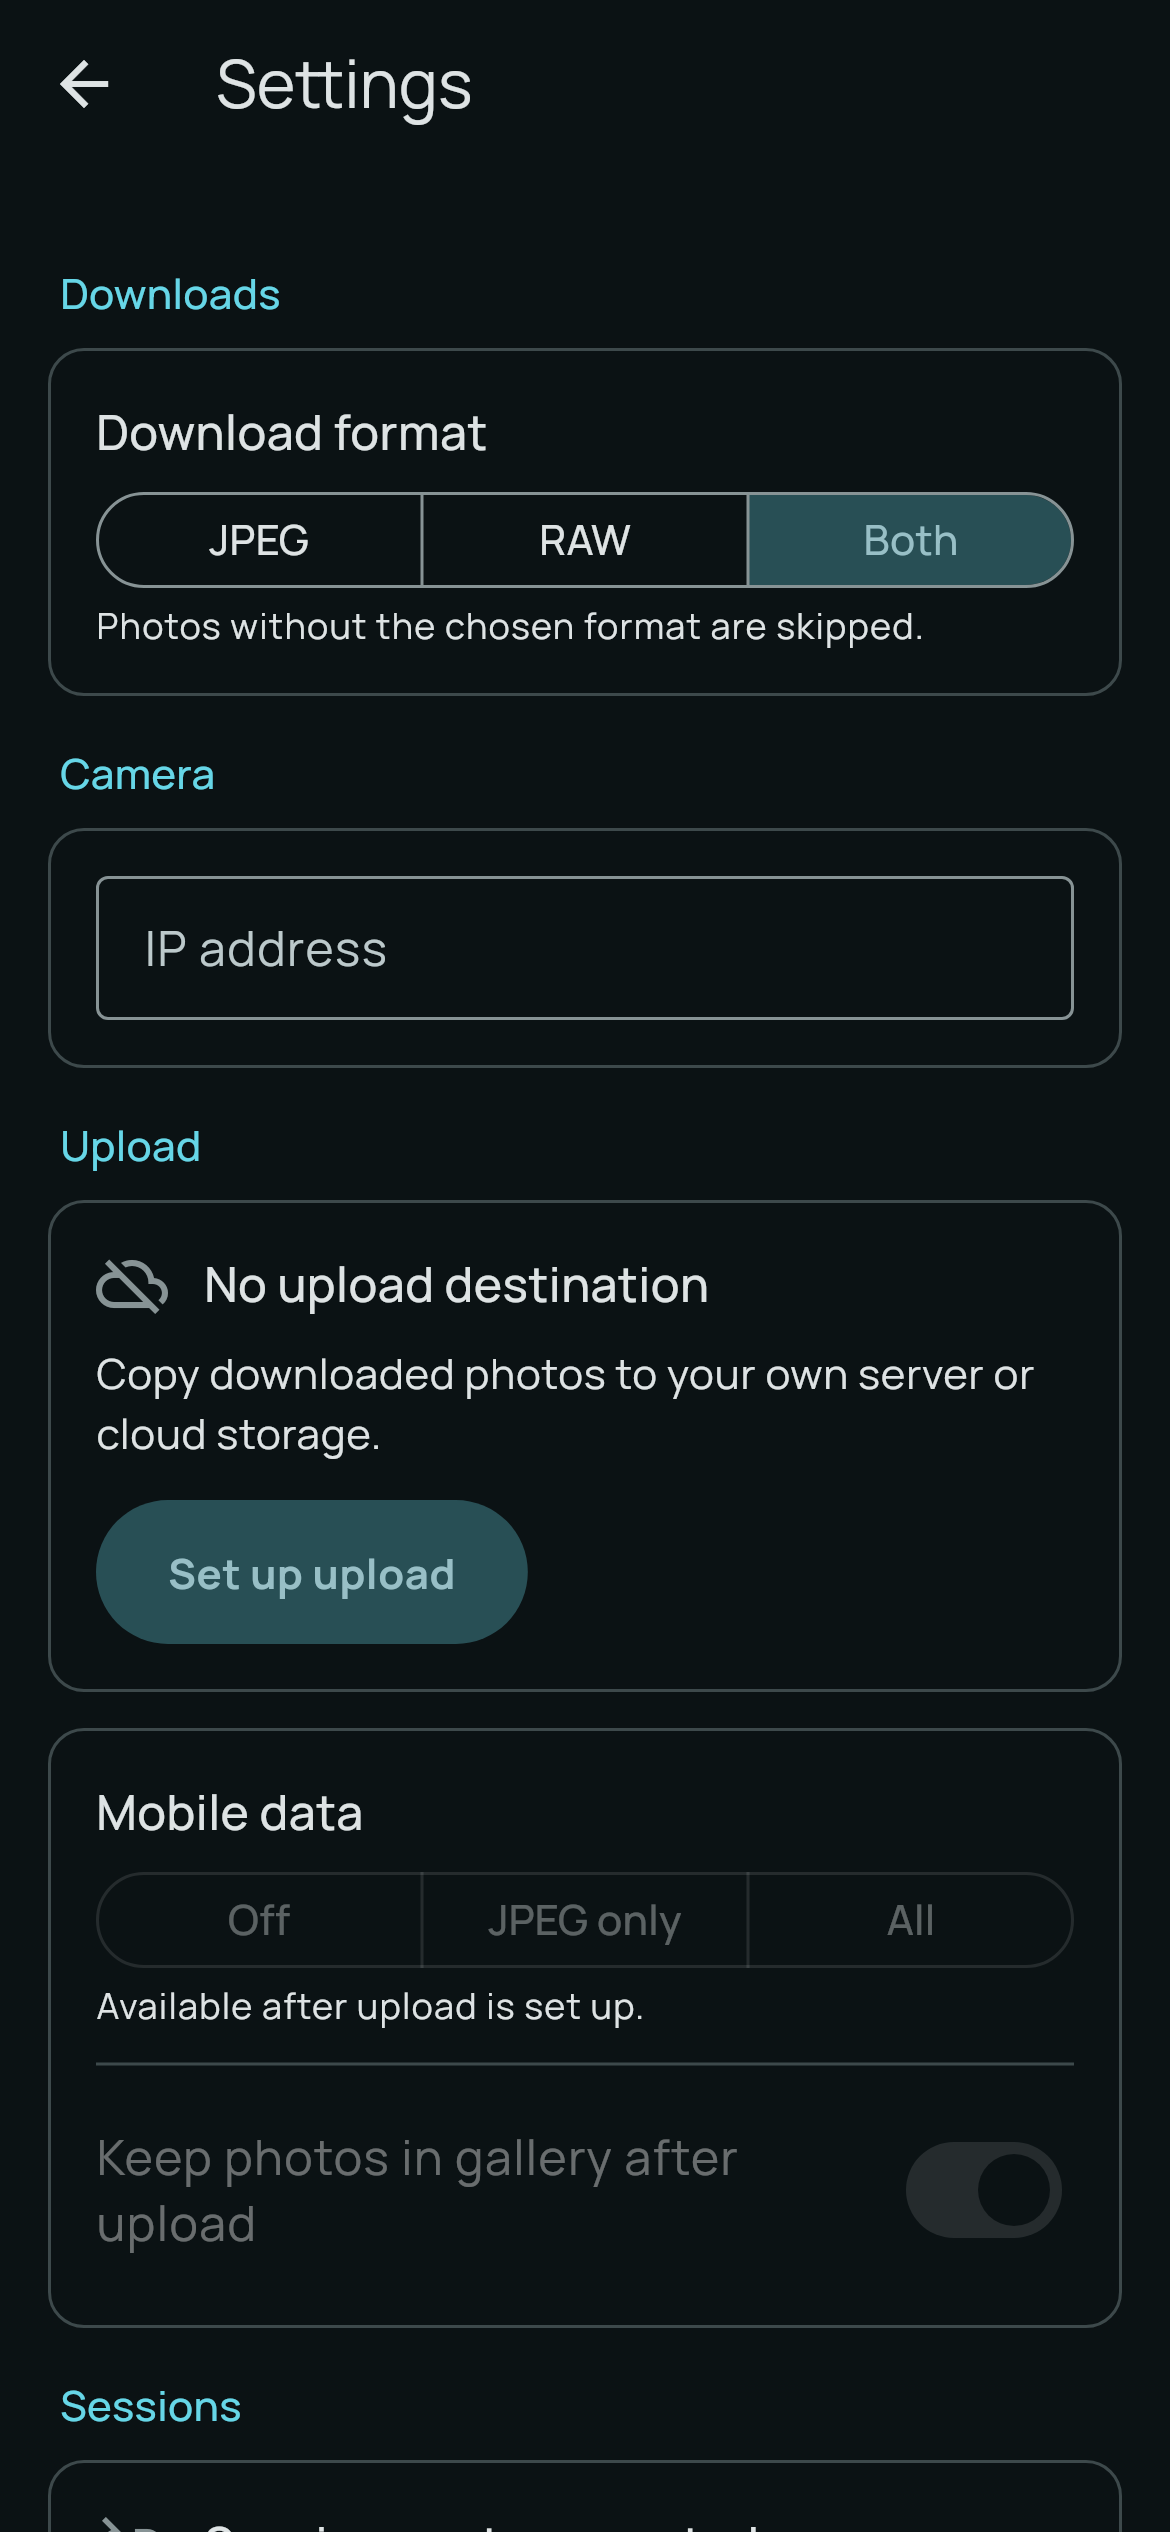 Settings
Downloads
Download format
JPEG RAW Both
Photos without the chosen format are skipped.
Camera
IP address
Upload
No upload destination
Copy downloaded photos to your own server or
cloud storage.
Set up upload
Mobile data
Off JPEG only All
Available after upload is set up.
Keep photos in gallery after
upload
Sessions